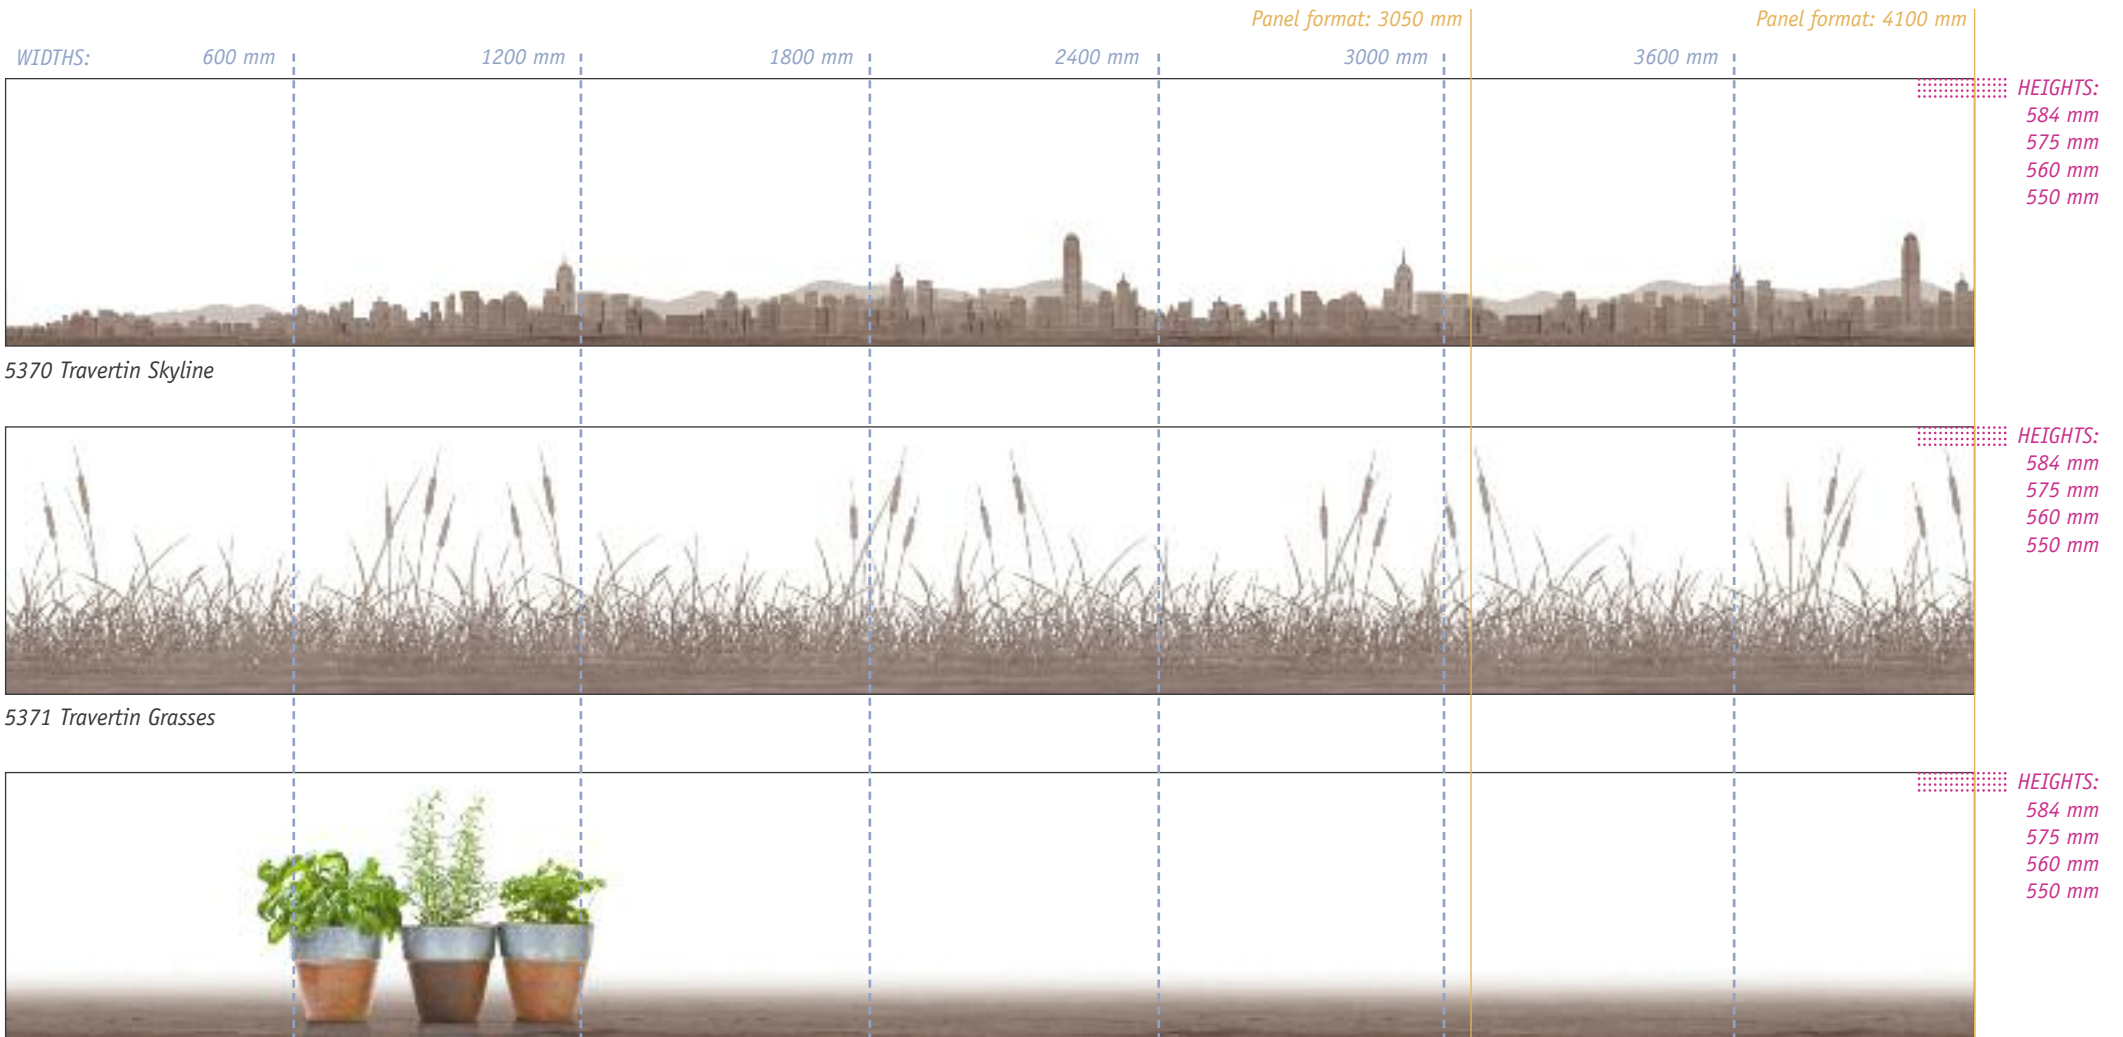 Panel format: 3050 mm
Panel format: 4100 mm
WIDTHS:
600 mm
1200 mm
1800 mm
2400 mm
3000 mm
3600 mm
HEIGHTS:
584 mm
575 mm
560 mm
550 mm
5370 Travertin Skyline
HEIGHTS:
584 mm
575 mm
560 mm
550 mm
5371 Travertin Grasses
HEIGHTS:
584 mm
575 mm
560 mm
550 mm